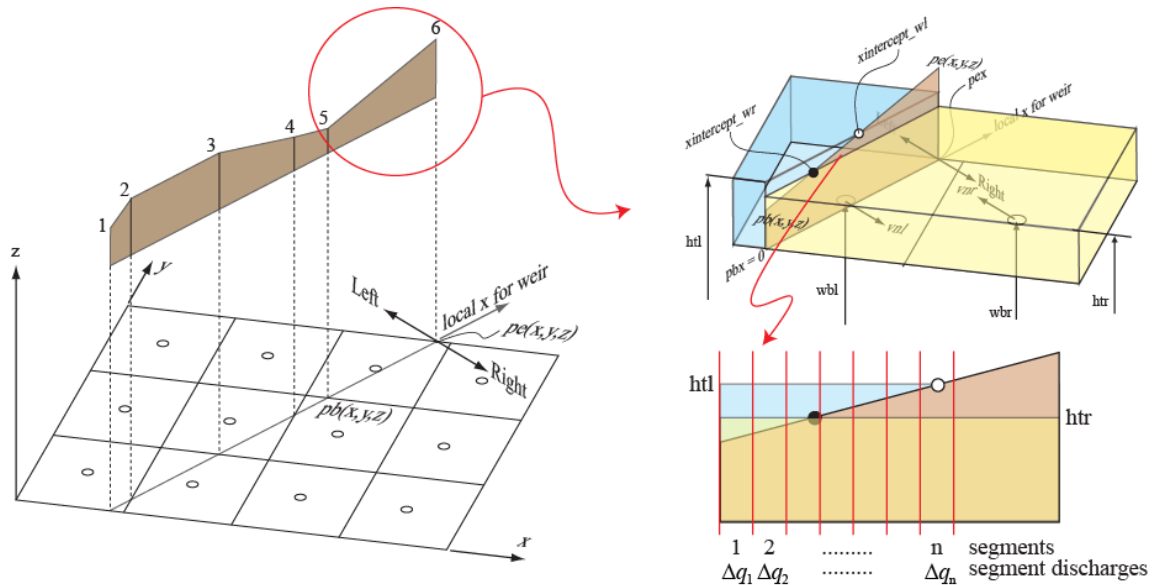 6
5
4
3
2
1
z
y
Left
local x for weir
pe(x,y,z)
Right
pb(x,y,z)
x
xintercept_wl
pe(x,y,z)
pex
xintercept_wr
local x for weir
Right
vnr
pb(x,y,z)
vnl
htl
pbx = 0
wbl
wbr
htr
htl
htr
1 2 ......... n segments
Δq1 Δq2 ......... Δqn segment discharges